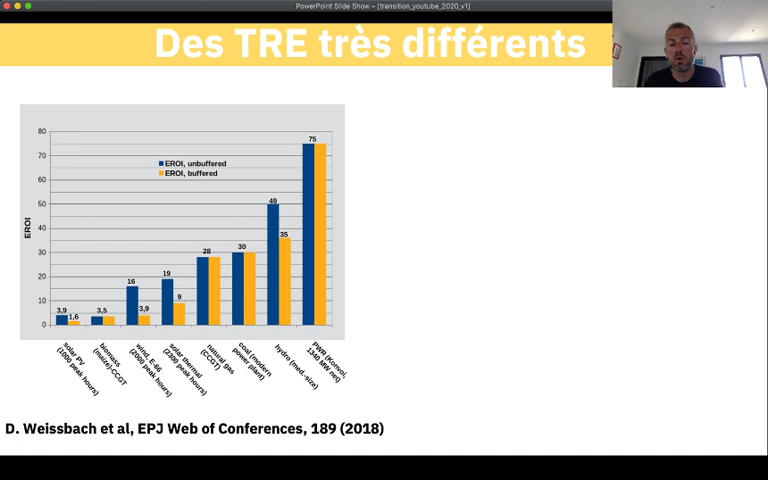 PowerPoint Slide Show – [transition_youtube_2020_v1]
Des TRE très différents
EROI, unbuffered
EROI, buffered
EROI
80
70
60
50
40
30
20
10
0
3,9
1,6
3,5
16
3,9
19
9
28
30
49
35
75
solar PV
(1000 peak hours)
biomass
(maize)-CCGT
wind, E-66
(2000 peak hours)
solar thermal
(2300 peak hours)
natural gas
(CCGT)
coal (modern
power plant)
hydro (med.-size)
PWR (Konvoi,
1340 MW net)
D. Weissbach et al, EPJ Web of Conferences, 189 (2018)